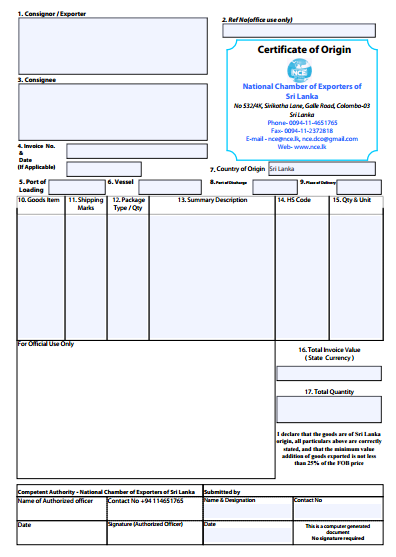 1. Consignor / Exporter
2. Ref No(office use only)
Certificate of Origin
NCE
National Chamber of Exporters of
Sri Lanka
No 532/4K, Sirikotha Lane, Galle Road, Colombo-03
Sri Lanka
Phone- 0094-11-4651765
Fax- 0094-11-2372818
E-mail - nce@nce.lk, nce.dco@gmail.com
Web- www.nce.lk
3. Consignee
4. Invoice No.
&
Date
(If Applicable)
7. Country of Origin Sri Lanka
5. Port of
Loading
6. Vessel
8. Port of Discharge
9. Place of Delivery
10. Goods Item
11. Shipping
Marks
12. Package
Type / Qty
13. Summary Description
14. HS Code
15. Qty & Unit
For Official Use Only
16. Total Invoice Value
( State Currency )
17. Total Quantity
I declare that the goods are of Sri Lanka
origin, all particulars above are correctly
stated, and that the minimum value
addition of goods exported is not less
than 25% of the FOB price
Competent Authority - National Chamber of Exporters of Sri Lanka
Submitted by
Name of Authorized officer
Contact No +94 114651765
Name & Designation
Contact No
Date
Signature (Authorized Officer)
Date
This is a computer generated
document
No signature required